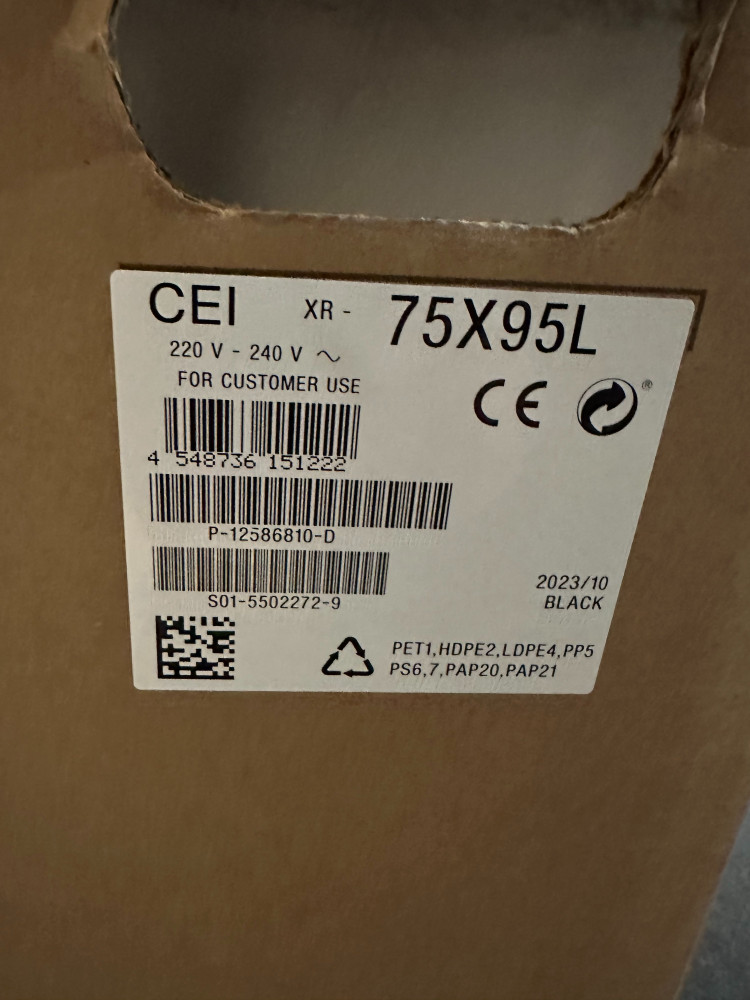 CEI XR - 75X95L
220 V - 240 V ~
FOR CUSTOMER USE
CE ®
4 548736 151222
P-12586810-D
S01-5502272-9
2023/10
BLACK
PET1,HDPE2,LDPE4,PP5
PS6,7,PAP20,PAP21